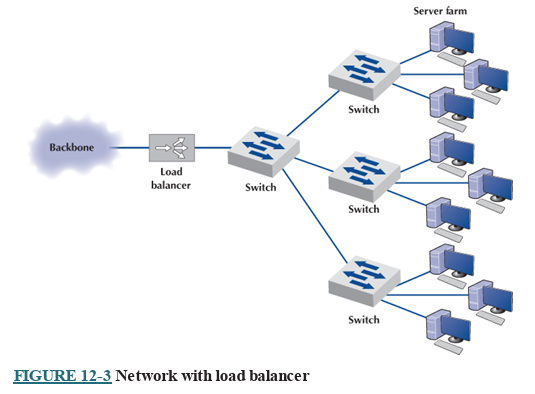 Server farm
Switch
Backbone
Load
balancer
Switch
Switch
Switch
FIGURE 12-3 Network with load balancer